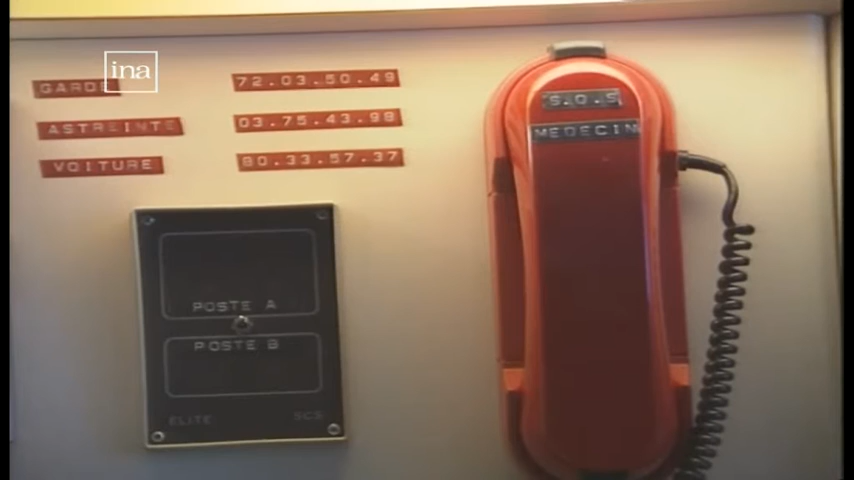 ina
GARDE 72.03.50.49
ASTREINTE 03.75.43.98
VOITURE 80.33.57.37
S.O.S
MEDECIN
POSTE A
POSTE B
ELITE SCS